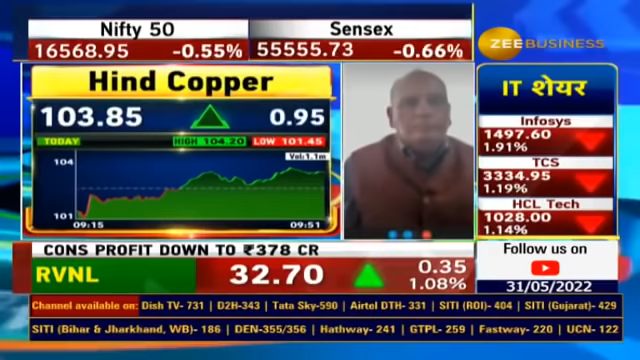 Nifty 50
16568.95 -0.55%
Sensex
55555.73 -0.66%
ZEE BUSINESS
Hind Copper
103.85 0.95
TODAY HIGH 104.20 LOW 101.45
Vol:1.1m
104
101
09:15 09:51
IT शेयर
Infosys
1497.60
1.91%
TCS
3334.95
1.19%
HCL Tech
1028.00
1.14%
CONS PROFIT DOWN TO ₹378 CR
RVNL 32.70 0.35
1.08%
Follow us on
31/05/2022
Channel available on: Dish TV- 731 | D2H-343 | Tata Sky-590 | Airtel DTH- 331 | SITI (ROI)- 404 | SITI (Gujarat)- 429
SITI (Bihar & Jharkhand, WB)- 186 | DEN-355/356 | Hathway- 241 | GTPL- 259 | Fastway- 220 | UCN- 122